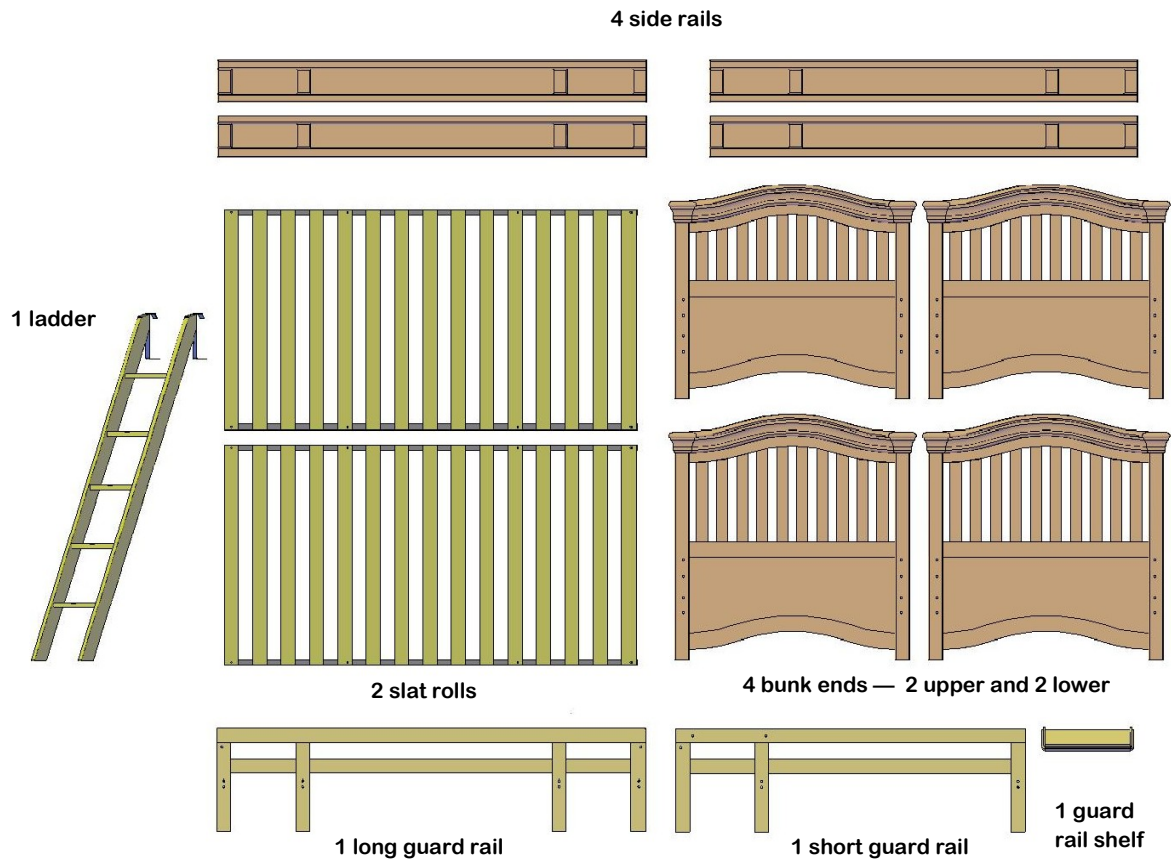 4 side rails
1 ladder
2 slat rolls
4 bunk ends — 2 upper and 2 lower
1 long guard rail
1 short guard rail
1 guard
rail shelf